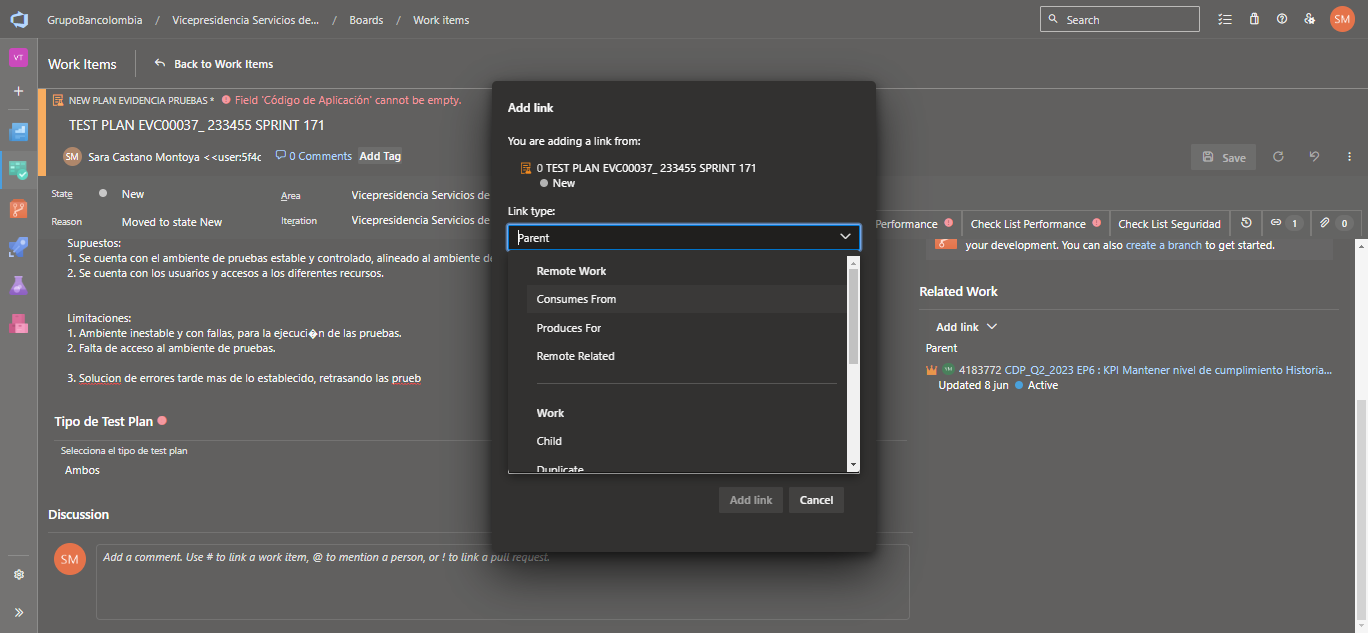 GrupoBancolombia / Vicepresidencia Servicios de... / Boards / Work items
Search
SM
VT
Work Items
Back to Work Items
NEW PLAN EVIDENCIA PRUEBAS * Field 'Código de Aplicación' cannot be empty.
TEST PLAN EVC00037_ 233455 SPRINT 171
SM Sara Castano Montoya <<user:5f4c 0 Comments Add Tag
Save
State New
Area Vicepresidencia Servicios de
Reason Moved to state New
Iteration Vicepresidencia Servicios de
Performance Check List Performance Check List Seguridad 1 0
Supuestos:
1. Se cuenta con el ambiente de pruebas estable y controlado, alineado al ambiente de
2. Se cuenta con los usuarios y accesos a los diferentes recursos.
Limitaciones:
1. Ambiente inestable y con fallas, para la ejecuci�n de las pruebas.
2. Falta de acceso al ambiente de pruebas.
3. Solucion de errores tarde mas de lo establecido, retrasando las prueb
Tipo de Test Plan
Selecciona el tipo de test plan
Ambos
Discussion
SM
Add a comment. Use # to link a work item, @ to mention a person, or ! to link a pull request.
Add link
You are adding a link from:
0 TEST PLAN EVC00037_ 233455 SPRINT 171
New
Link type:
Parent
Remote Work
Consumes From
Produces For
Remote Related
Work
Child
Duplicate
Add link
Cancel
your development. You can also create a branch to get started.
Related Work
Add link
Parent
4183772 CDP_Q2_2023 EP6 : KPI Mantener nivel de cumplimiento Historia...
Updated 8 jun Active